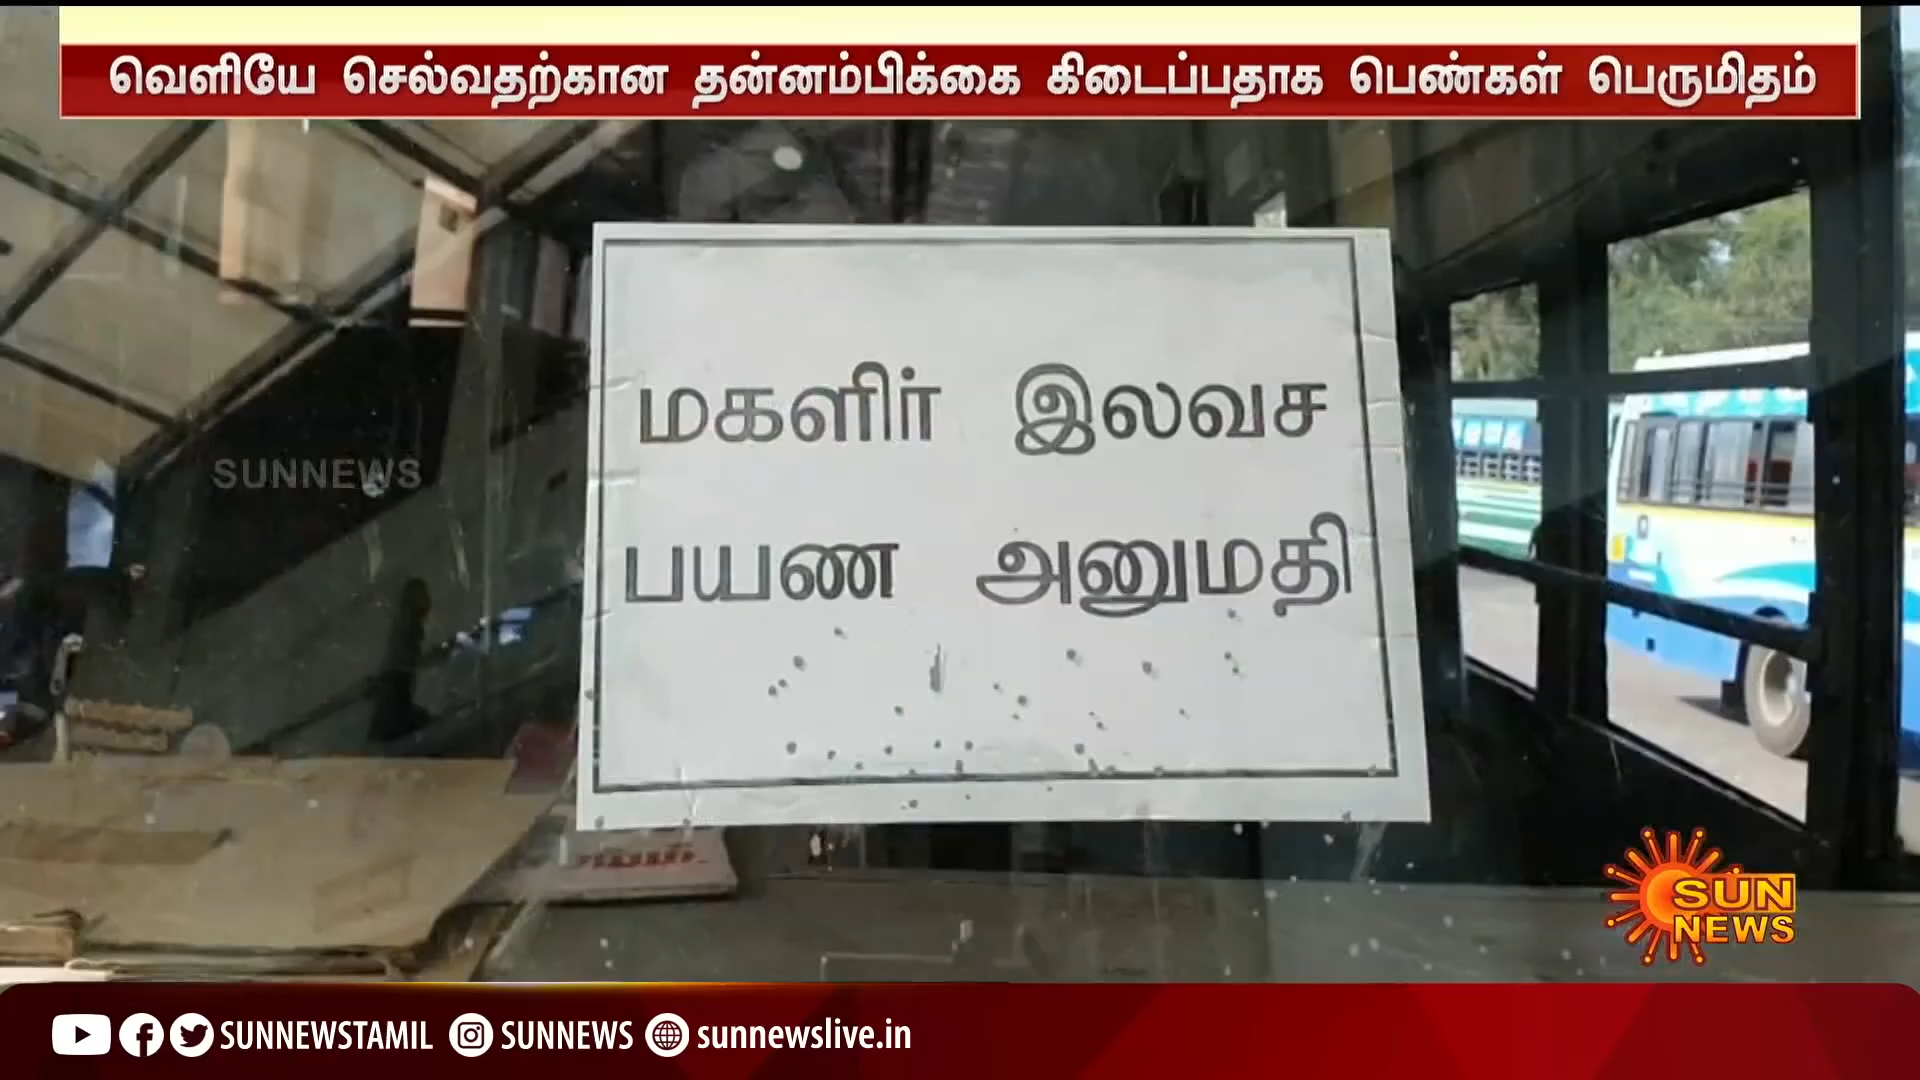 வெளியே செல்வதற்கான தன்னம்பிக்கை கிடைப்பதாக பெண்கள் பெருமிதம்
மகளிர் இலவச
பயண அனுமதி
SUNNEWS
SUN
NEWS
SUNNEWSTAMIL SUNNEWS sunnewslive.in